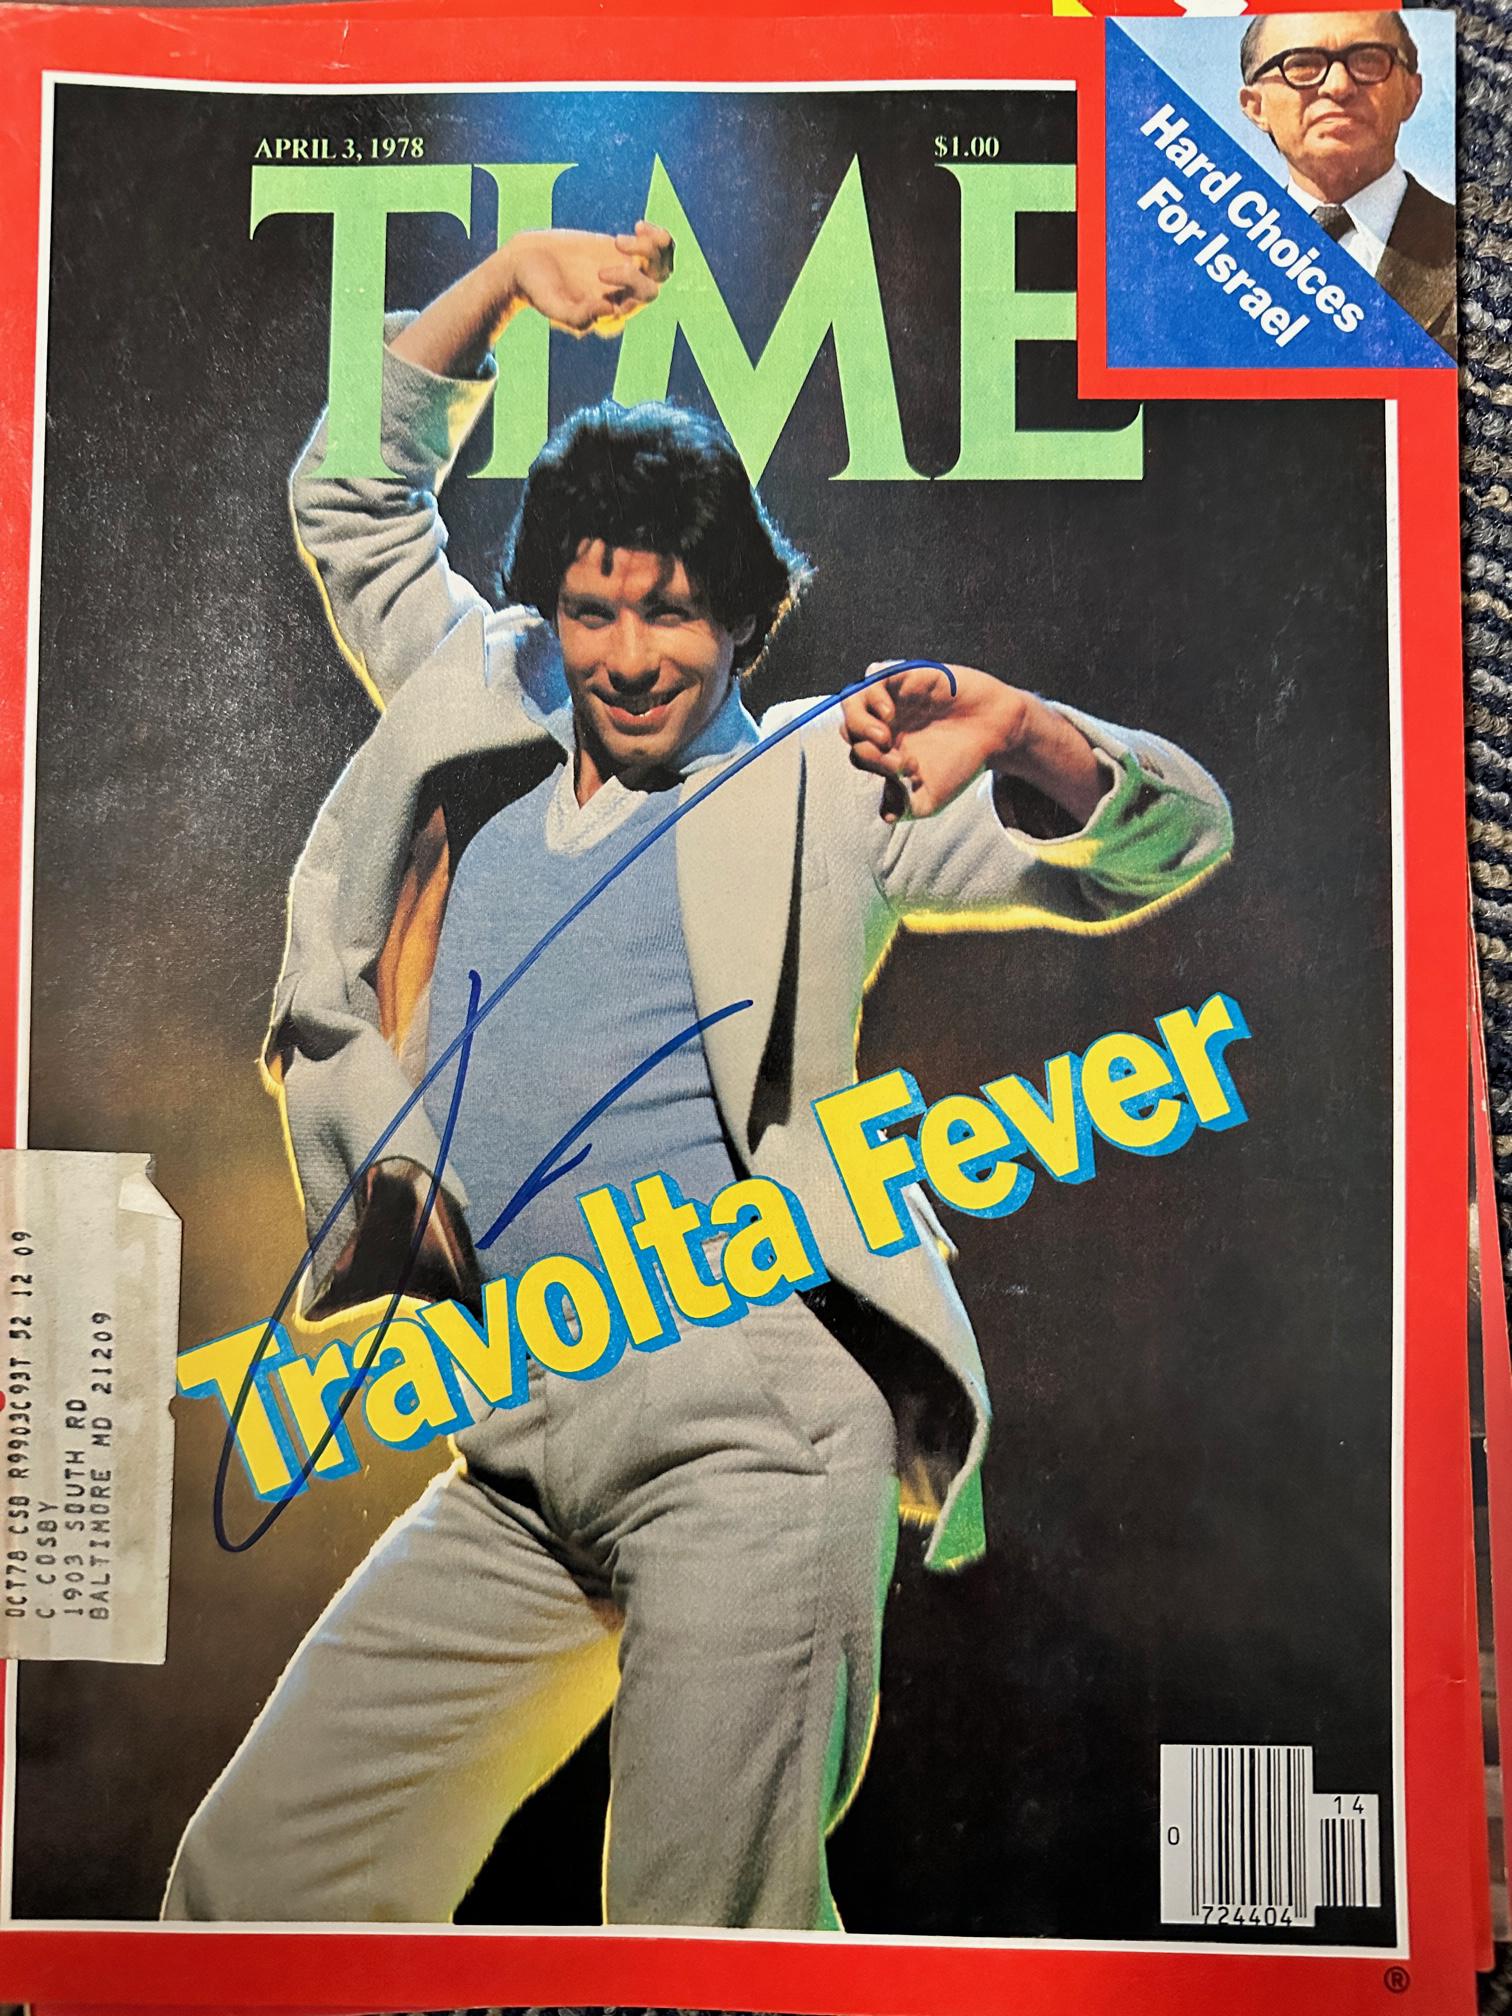 APRIL 3, 1978
$1.00
TIME
Hard Choices
For Israel
Travolta Fever
OCT78 CSB R9903C93T 52 12 09
C COSBY
1903 SOUTH RD
BALTIMORE MD 21209
14
0
724404
®